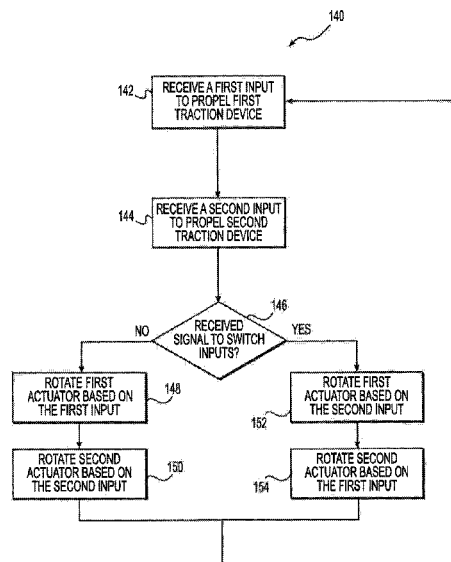 140
142
RECEIVE A FIRST INPUT
TO PROPEL FIRST
TRACTION DEVICE
144
RECEIVE A SECOND INPUT
TO PROPEL SECOND
TRACTION DEVICE
146
NO
RECEIVED
SIGNAL TO SWITCH
INPUTS?
YES
ROTATE FIRST
ACTUATOR BASED ON
THE FIRST INPUT
148
152
ROTATE FIRST
ACTUATOR BASED ON
THE SECOND INPUT
ROTATE SECOND
ACTUATOR BASED ON
THE SECOND INPUT
150
154
ROTATE SECOND
ACTUATOR BASED ON
THE FIRST INPUT